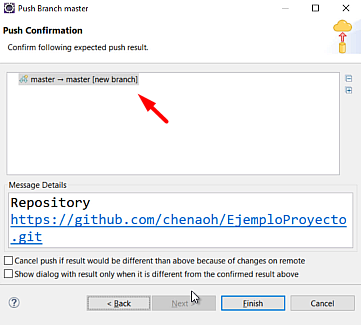 Push Branch master
Push Confirmation
Confirm following expected push result.
master → master [new branch]
Message Details
Repository
https://github.com/chenaoh/EjemploProyecto
.git
Cancel push if result would be different than above because of changes on remote
Show dialog with result only when it is different from the confirmed result above
< Back
Next >
Finish
Cancel